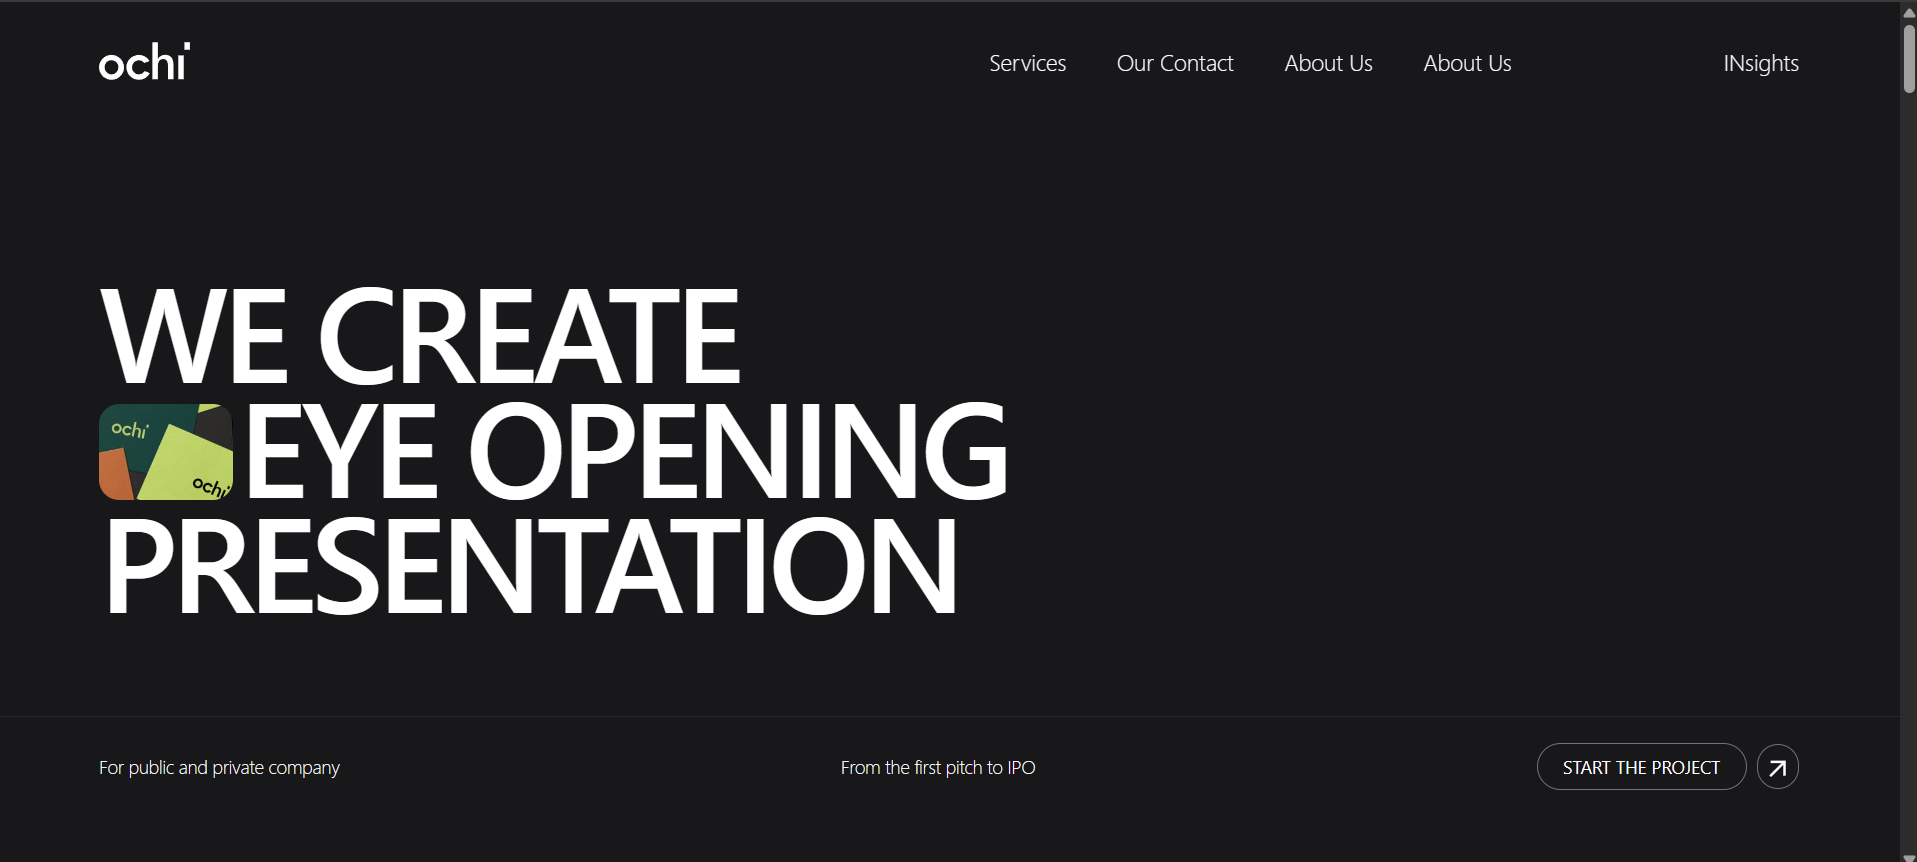 ochi
Services Our Contact About Us About Us INsights
WE CREATE
ochi
ochi
EYE OPENING
PRESENTATION
For public and private company From the first pitch to IPO START THE PROJECT